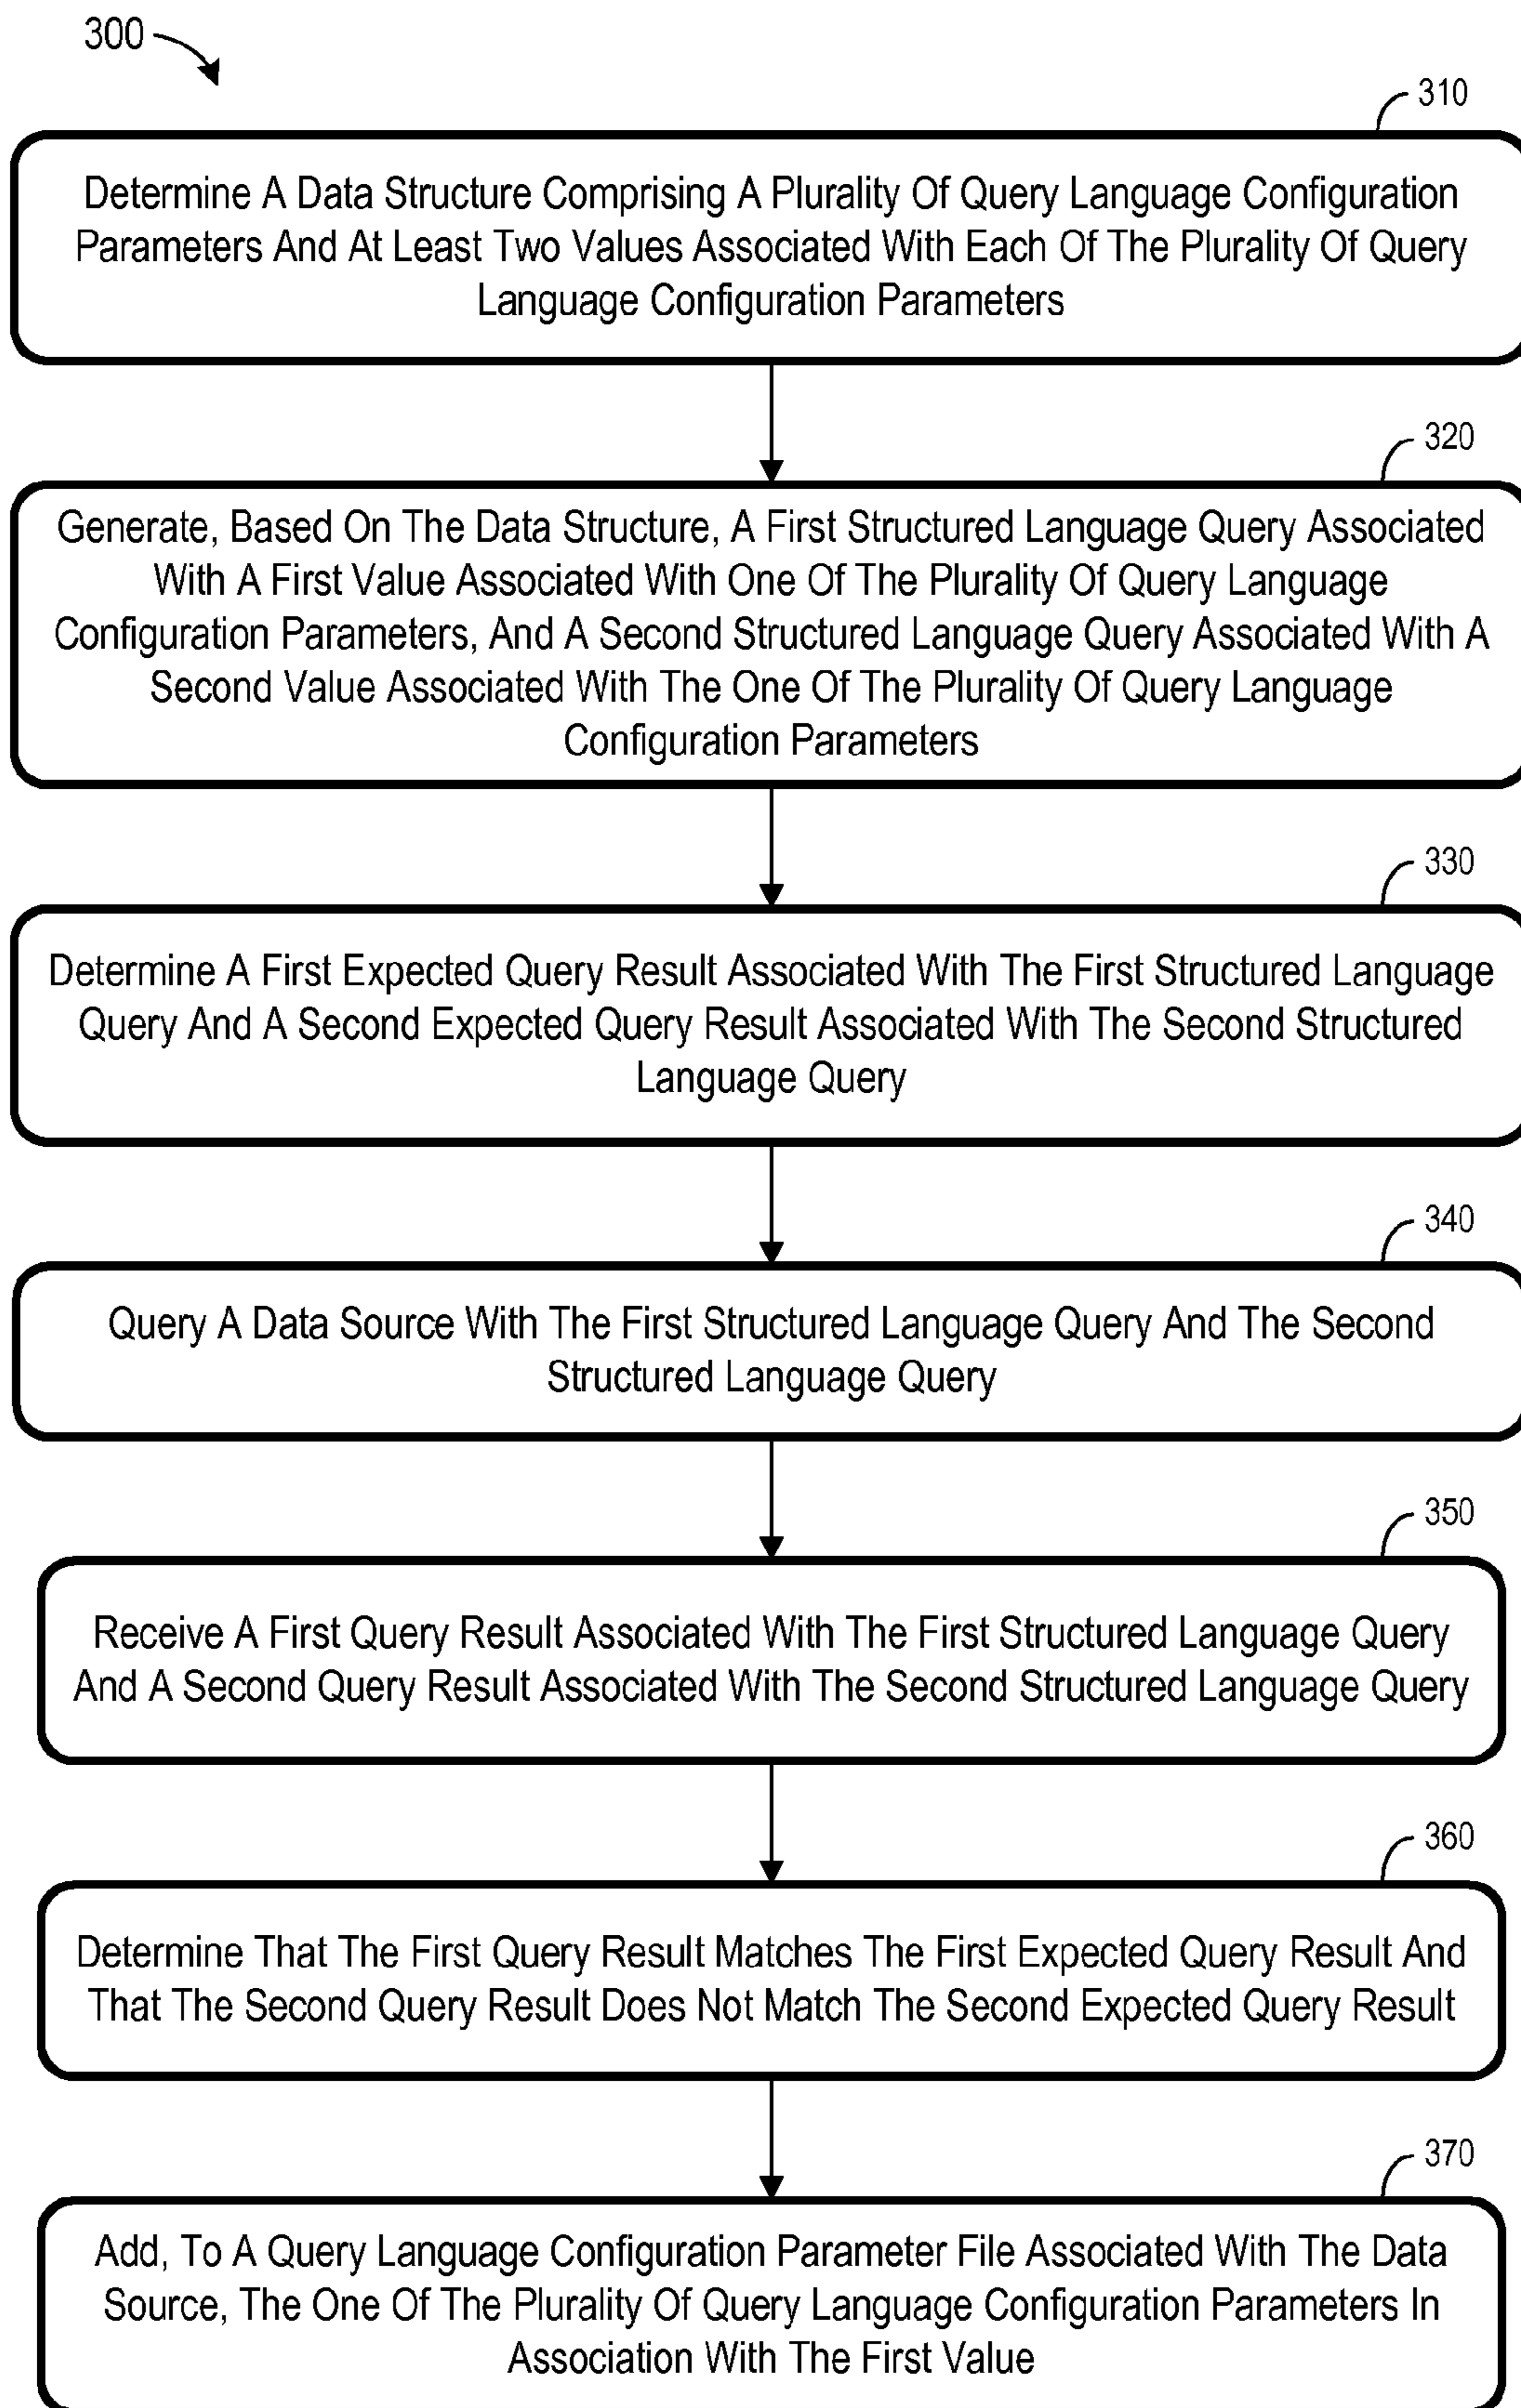 300
310
Determine A Data Structure Comprising A Plurality Of Query Language Configuration
Parameters And At Least Two Values Associated With Each Of The Plurality Of Query
Language Configuration Parameters
320
Generate, Based On The Data Structure, A First Structured Language Query Associated
With A First Value Associated With One Of The Plurality Of Query Language
Configuration Parameters, And A Second Structured Language Query Associated With A
Second Value Associated With The One Of The Plurality Of Query Language
Configuration Parameters
330
Determine A First Expected Query Result Associated With The First Structured Language
Query And A Second Expected Query Result Associated With The Second Structured
Language Query
340
Query A Data Source With The First Structured Language Query And The Second
Structured Language Query
350
Receive A First Query Result Associated With The First Structured Language Query
And A Second Query Result Associated With The Second Structured Language Query
360
Determine That The First Query Result Matches The First Expected Query Result And
That The Second Query Result Does Not Match The Second Expected Query Result
370
Add, To A Query Language Configuration Parameter File Associated With The Data
Source, The One Of The Plurality Of Query Language Configuration Parameters In
Association With The First Value